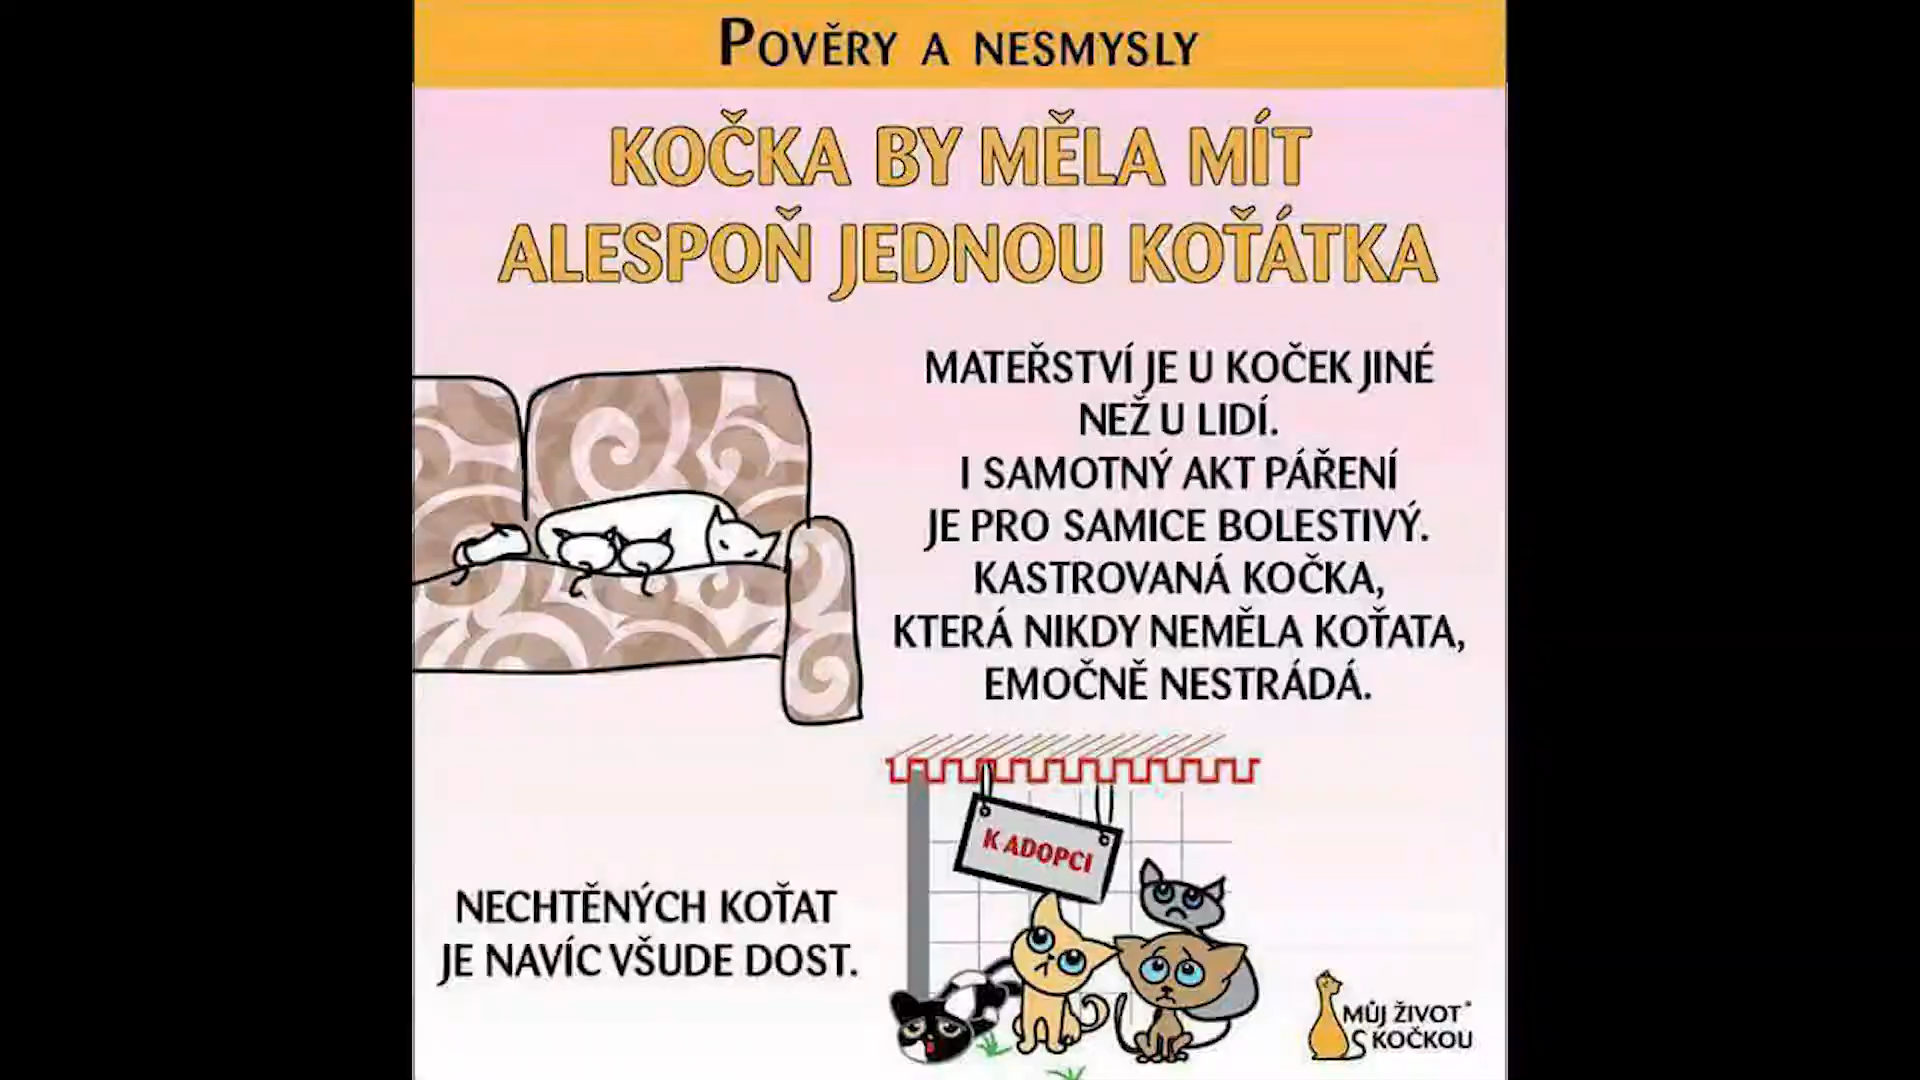 POVĚRY A NESMYSLY
KOČKA BY MĚLA MÍT
ALESPOŇ JEDNOU KOŤÁTKA
MATEŘSTVÍ JE U KOČEK JINÉ
NEŽ U LIDÍ.
I SAMOTNÝ AKT PÁŘENÍ
JE PRO SAMICE BOLESTIVÝ.
KASTROVANÁ KOČKA,
KTERÁ NIKDY NEMĚLA KOŤATA,
EMOČNĚ NESTRÁDÁ.
K ADOPCI
NECHTĚNÝCH KOŤAT
JE NAVÍC VŠUDE DOST.
MŮJ ŽIVOT
S KOČKOU